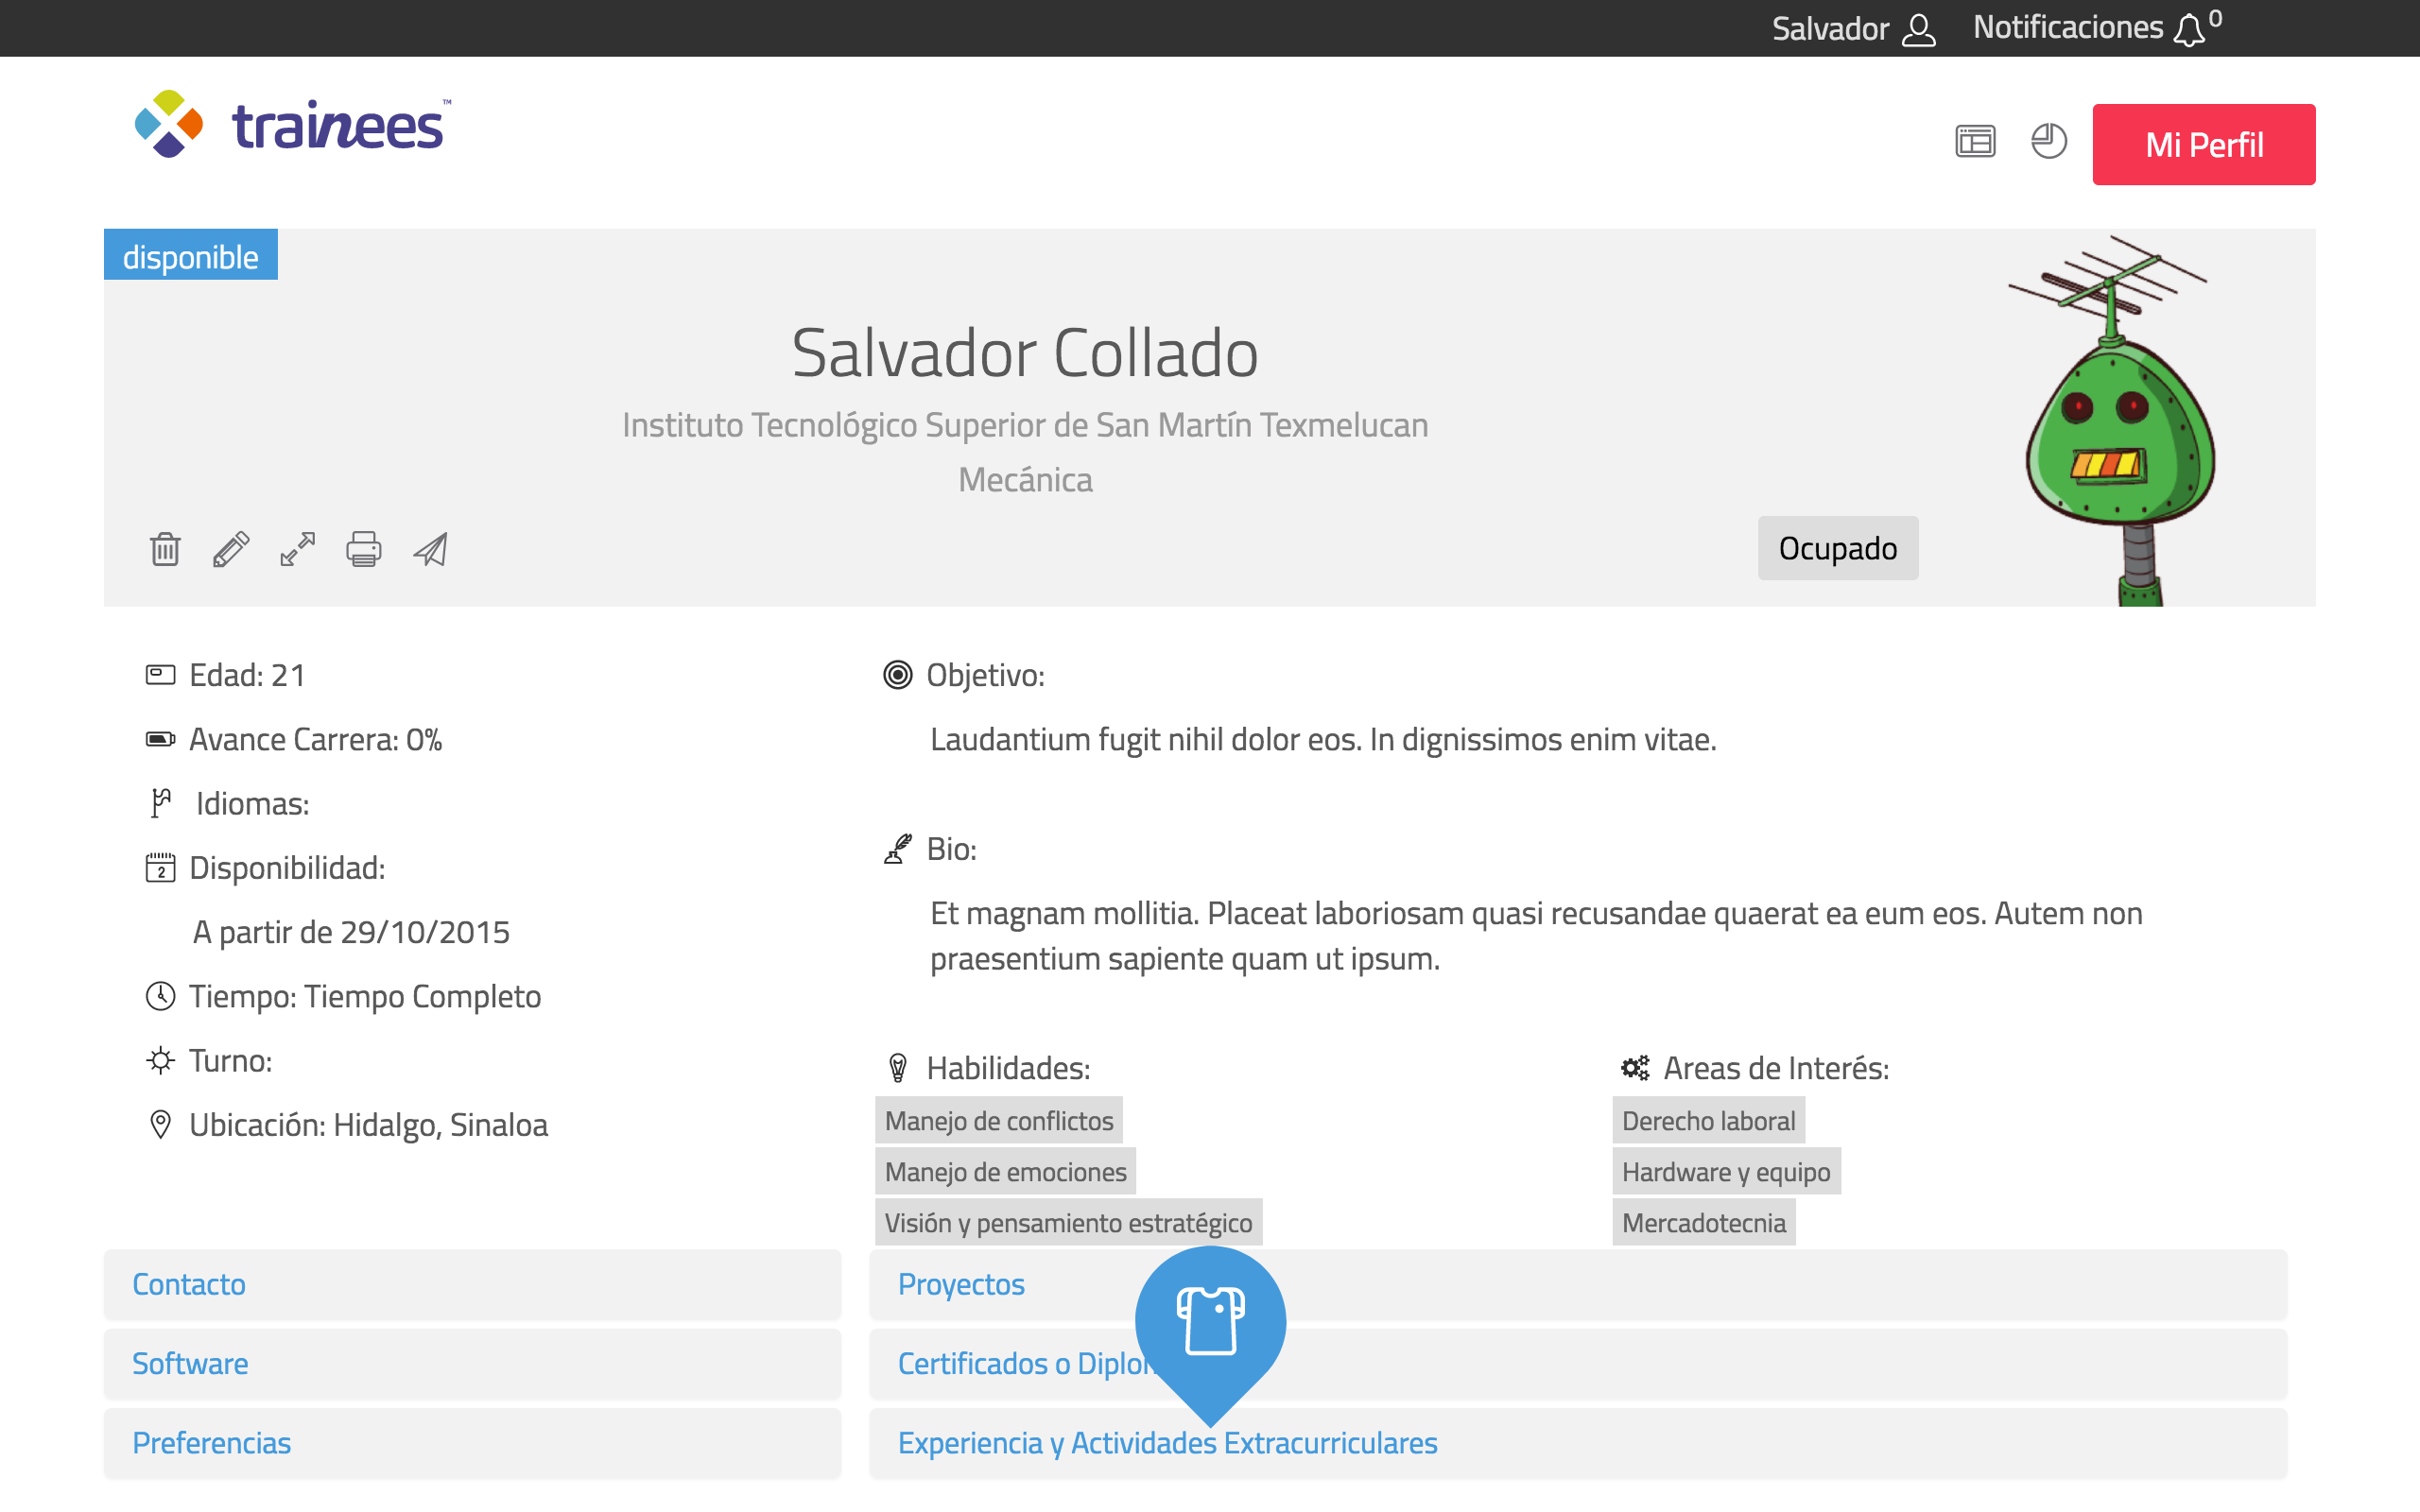 Salvador
Notificaciones 0
trainees™
Mi Perfil
disponible
Salvador Collado
Instituto Tecnológico Superior de San Martín Texmelucan
Mecánica
Ocupado
Edad: 21
Avance Carrera: 0%
Idiomas:
2
Disponibilidad:
A partir de 29/10/2015
Tiempo: Tiempo Completo
Turno:
Ubicación: Hidalgo, Sinaloa
Objetivo:
Laudantium fugit nihil dolor eos. In dignissimos enim vitae.
Bio:
Et magnam mollitia. Placeat laboriosam quasi recusandae quaerat ea eum eos. Autem non
praesentium sapiente quam ut ipsum.
Habilidades:
Manejo de conflictos
Manejo de emociones
Visión y pensamiento estratégico
Areas de Interés:
Derecho laboral
Hardware y equipo
Mercadotecnia
Contacto
Software
Preferencias
Proyectos
Certificados o
Experiencia y Actividades Extracurriculares